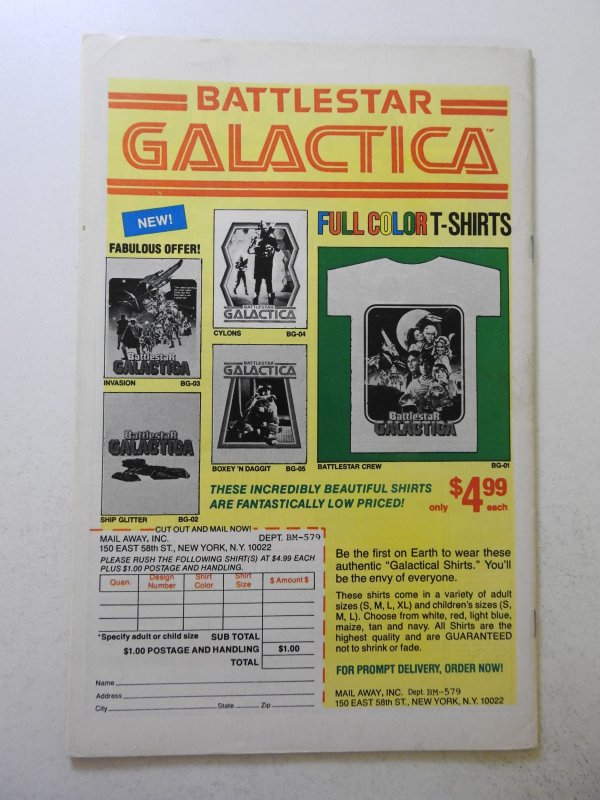 BATTLESTAR
GALACTICA™
NEW!
FABULOUS OFFER!
FULL COLOR T-SHIRTS
BATTLESTAR
GALACTICA
CYLONS BG-04
Battlestar
GALACTICA
INVASION BG-03
BATTLESTAR
GALACTICA
BOXEY 'N DAGGIT BG-05
Battlestar
GALACTICA
SHIP GLITTER BG-02
Battlestar
GALACTICA
BATTLESTAR CREW BG-01
THESE INCREDIBLY BEAUTIFUL SHIRTS
ARE FANTASTICALLY LOW PRICED!
only $4.99 each
CUT OUT AND MAIL NOW!
MAIL AWAY, INC. DEPT. BM-579
150 EAST 58th ST., NEW YORK, N.Y. 10022
PLEASE RUSH THE FOLLOWING SHIRT(S) AT $4.99 EACH
PLUS $1.00 POSTAGE AND HANDLING.
Quan. Design Number Shirt Color Shirt Size $ Amount $
*Specify adult or child size SUB TOTAL
$1.00 POSTAGE AND HANDLING $1.00
TOTAL
Name
Address
City State Zip
Be the first on Earth to wear these
authentic "Galactical Shirts." You'll
be the envy of everyone.
These shirts come in a variety of adult
sizes (S, M, L, XL) and children's sizes (S,
M, L). Choose from white, red, light blue,
maize, tan and navy. All Shirts are the
highest quality and are GUARANTEED
not to shrink or fade.
FOR PROMPT DELIVERY, ORDER NOW!
MAIL AWAY, INC. Dept. BM-579
150 EAST 58th ST., NEW YORK, N.Y. 10022